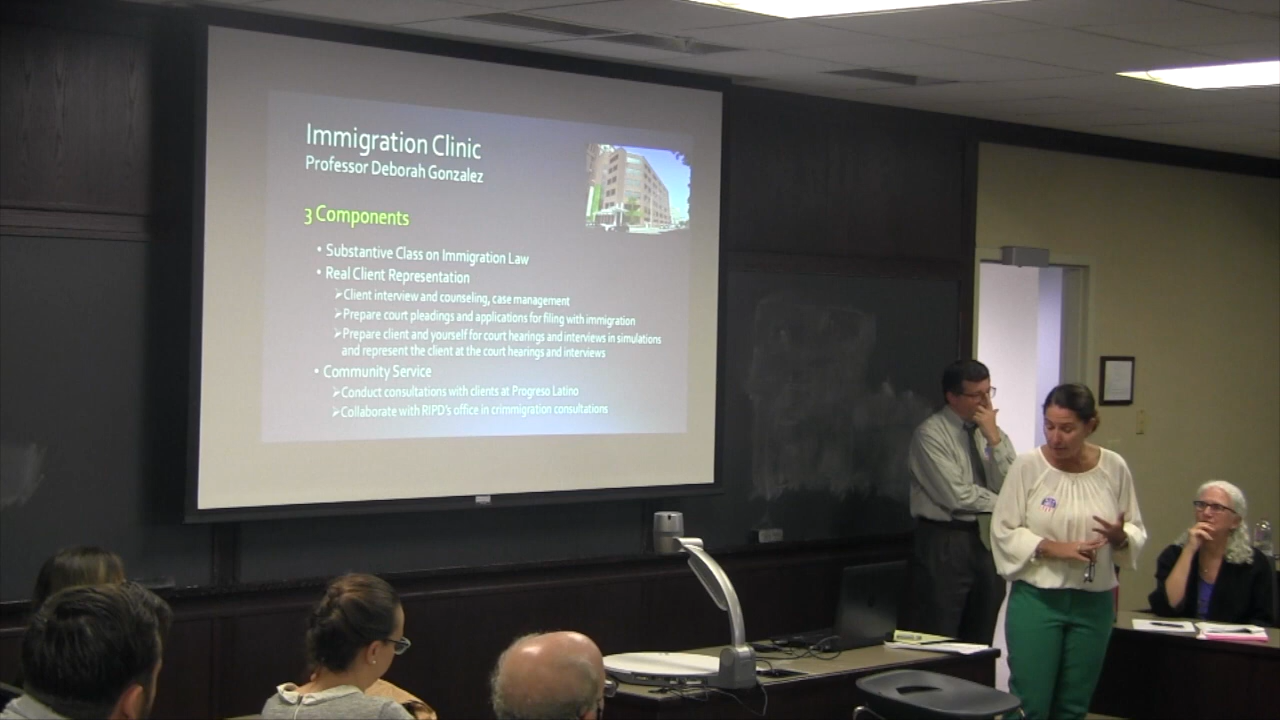 Immigration Clinic
Professor Deborah Gonzalez
3 Components
• Substantive Class on Immigration Law
• Real Client Representation
➢Client interview and counseling, case management
➢Prepare court pleadings and applications for filing with immigration
➢Prepare client and yourself for court hearings and interviews in simulations
and represent the client at the court hearings and interviews
• Community Service
➢Conduct consultations with clients at Progreso Latino
➢Collaborate with RIPD's office in crimmigration consultations